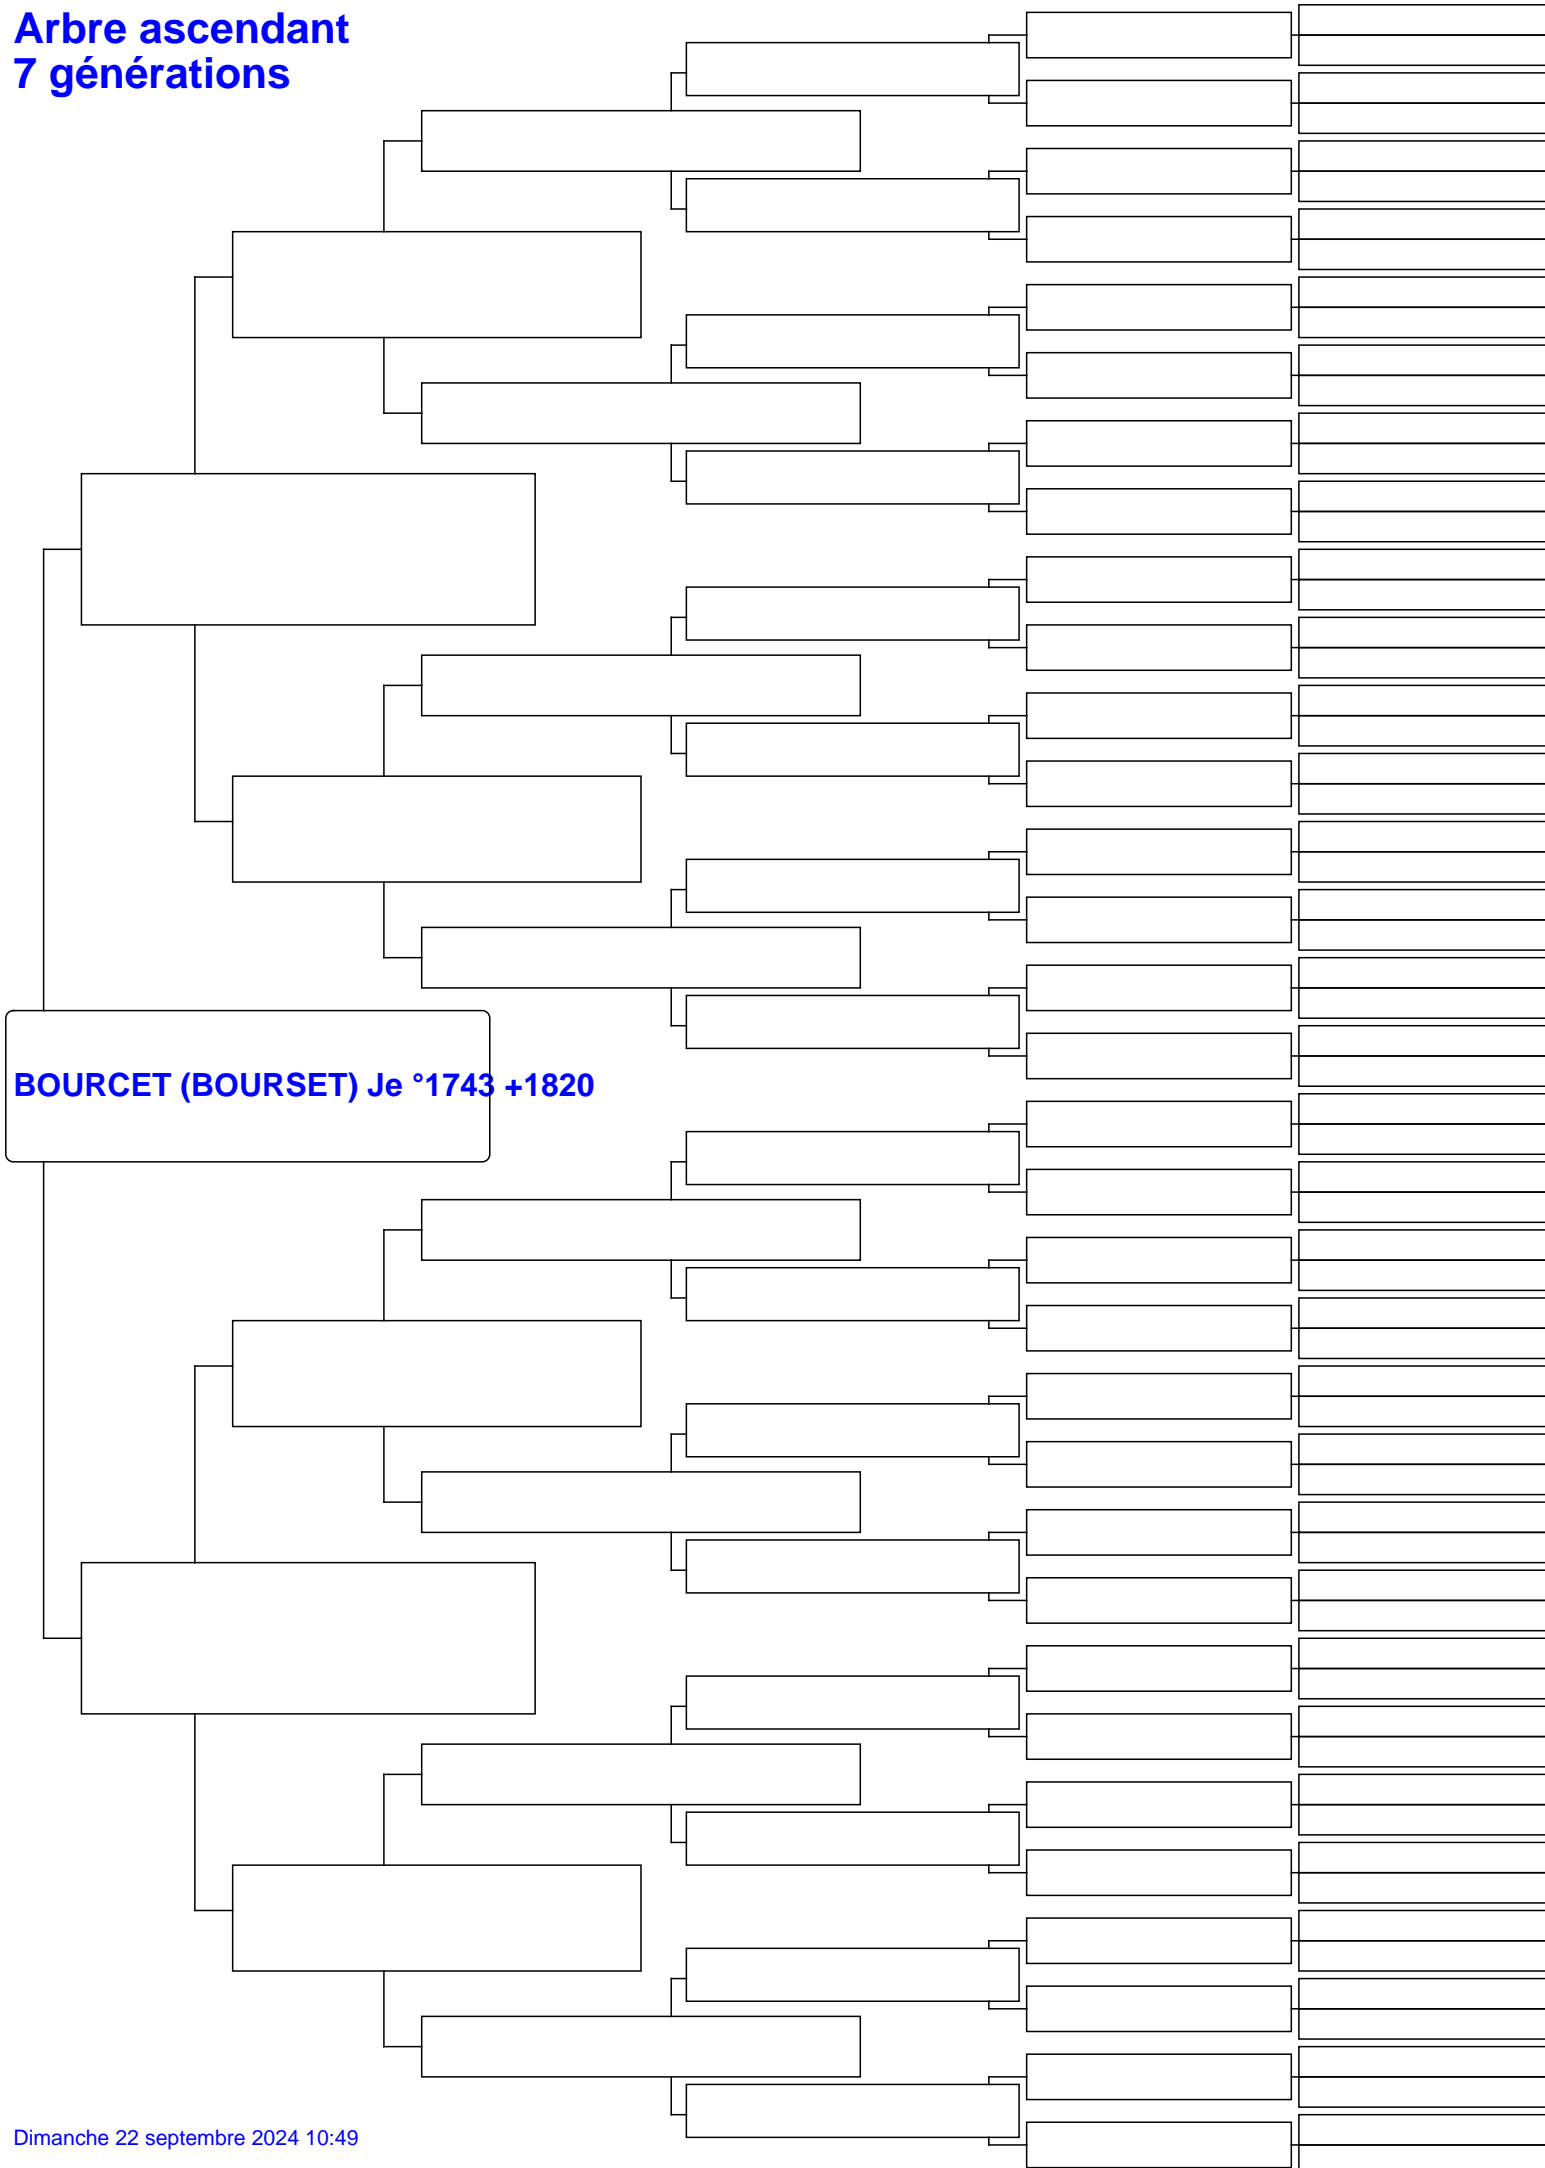 Arbre ascendant
7 générations
BOURCET (BOURSET) Je °1743 +1820
Dimanche 22 septembre 2024 10:49